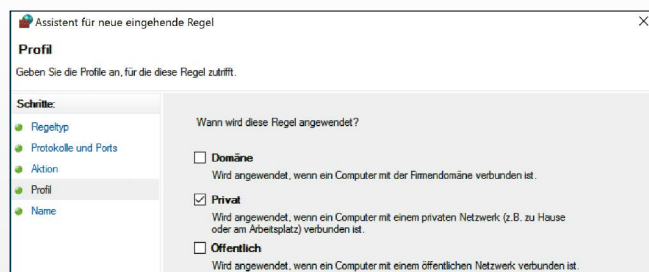 Assistent für neue eingehende Regel
Profil
Geben Sie die Profile an, für die diese Regel zutrifft.
Schritte:
Regeltyp
Protokolle und Ports
Aktion
Profil
Name
Wann wird diese Regel angewendet?
Domäne
Wird angewendet, wenn ein Computer mit der Firmendomäne verbunden ist.
Privat
Wird angewendet, wenn ein Computer mit einem privaten Netzwerk (z.B. zu Hause
oder am Arbeitsplatz) verbunden ist.
Öffentlich
Wird angewendet, wenn ein Computer mit einem öffentlichen Netzwerk verbunden ist.